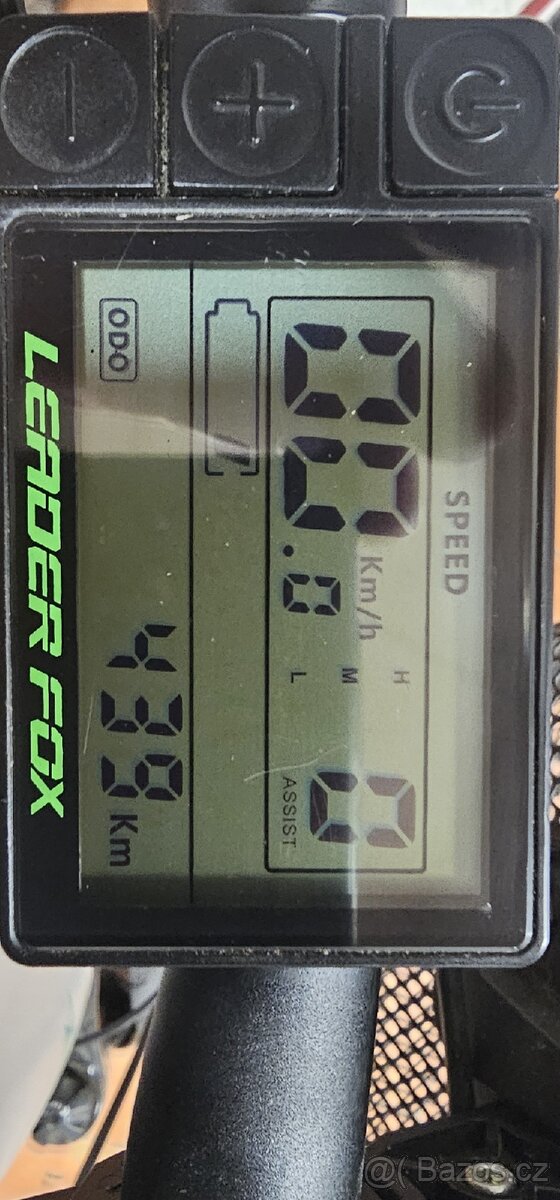 SPEED
00.0 Km/h
H
M
L
0
ASSIST
ODO
439 Km
LEADER FOX
@( Bazos.cz